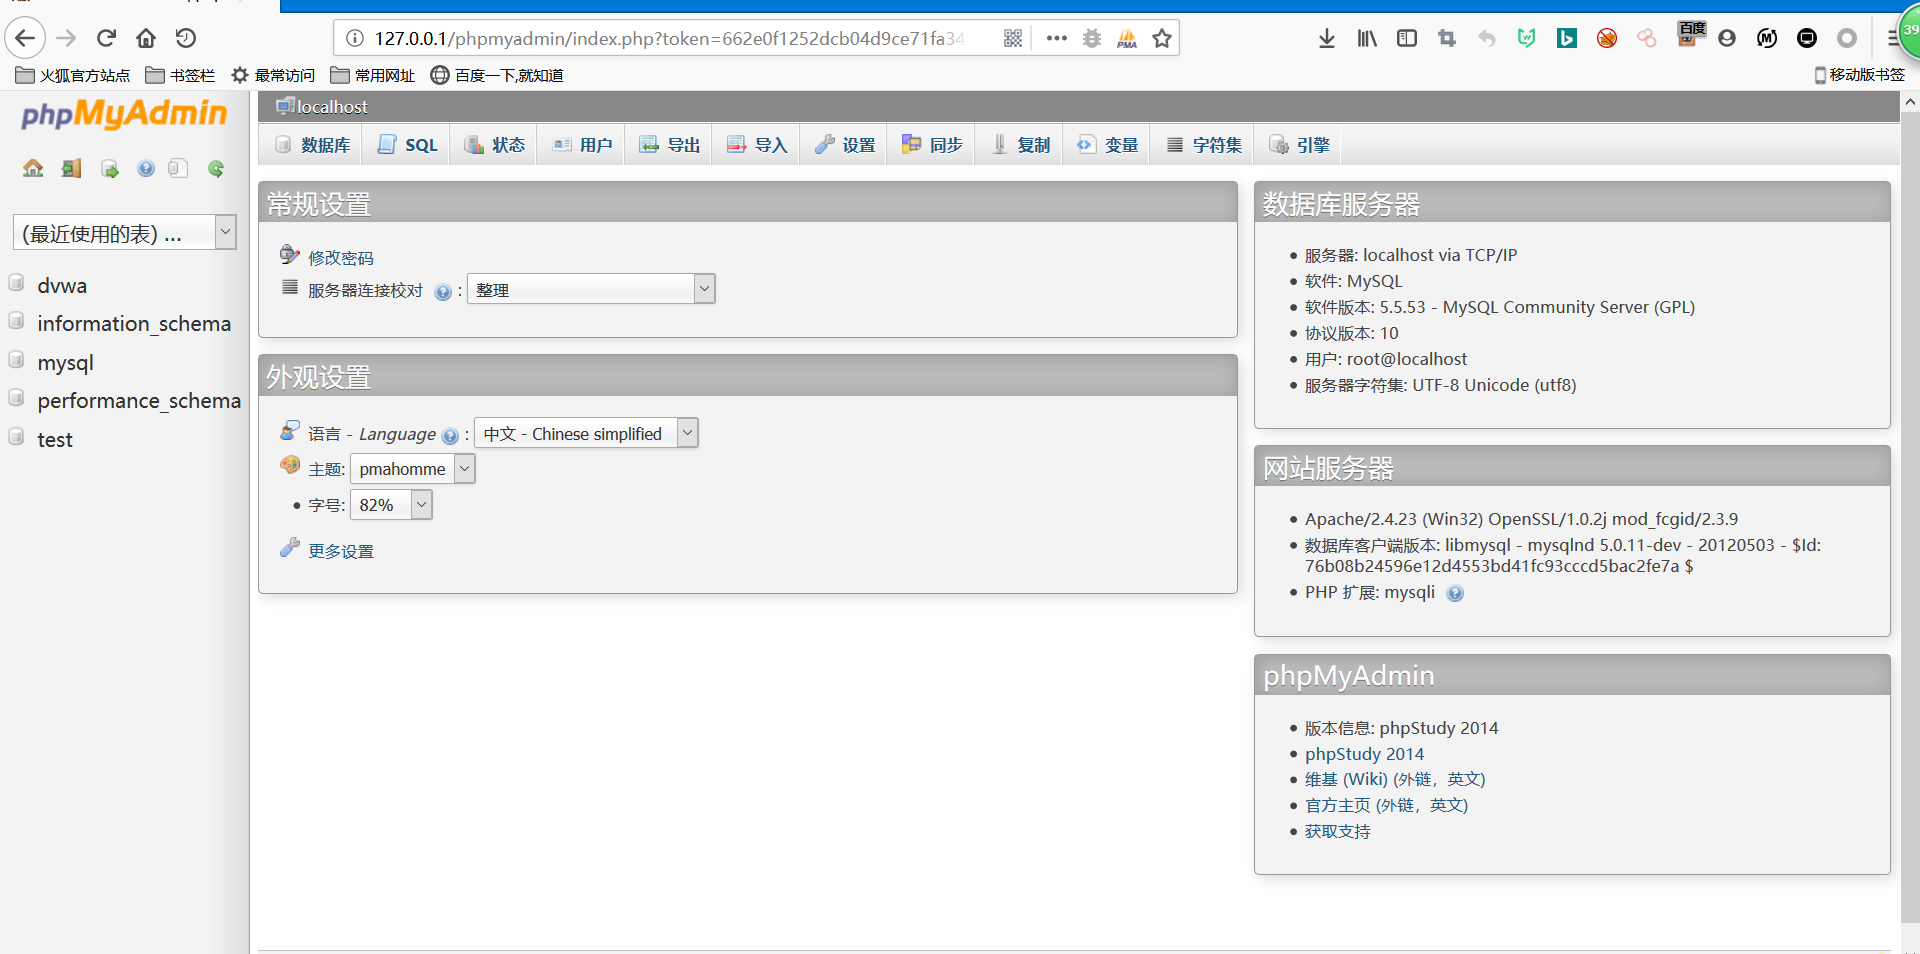 39
127.0.0.1/phpmyadmin/index.php?token=662e0f1252dcb04d9ce71fa34
PMA
百度
火狐官方站点 书签栏 最常访问 常用网址 百度一下,就知道 移动版书签
phpMyAdmin
(最近使用的表) ...
dvwa
information_schema
mysql
performance_schema
test
localhost
数据库 SQL 状态 用户 导出 导入 设置 同步 复制 变量 字符集 引擎
常规设置
修改密码
服务器连接校对 : 整理
外观设置
语言 - Language : 中文 - Chinese simplified
主题: pmahomme
字号: 82%
更多设置
数据库服务器
服务器: localhost via TCP/IP
软件: MySQL
软件版本: 5.5.53 - MySQL Community Server (GPL)
协议版本: 10
用户: root@localhost
服务器字符集: UTF-8 Unicode (utf8)
网站服务器
Apache/2.4.23 (Win32) OpenSSL/1.0.2j mod_fcgid/2.3.9
数据库客户端版本: libmysql - mysqlnd 5.0.11-dev - 20120503 - $Id:
76b08b24596e12d4553bd41fc93cccd5bac2fe7a $
PHP 扩展: mysqli
phpMyAdmin
版本信息: phpStudy 2014
phpStudy 2014
维基 (Wiki) (外链，英文)
官方主页 (外链，英文)
获取支持